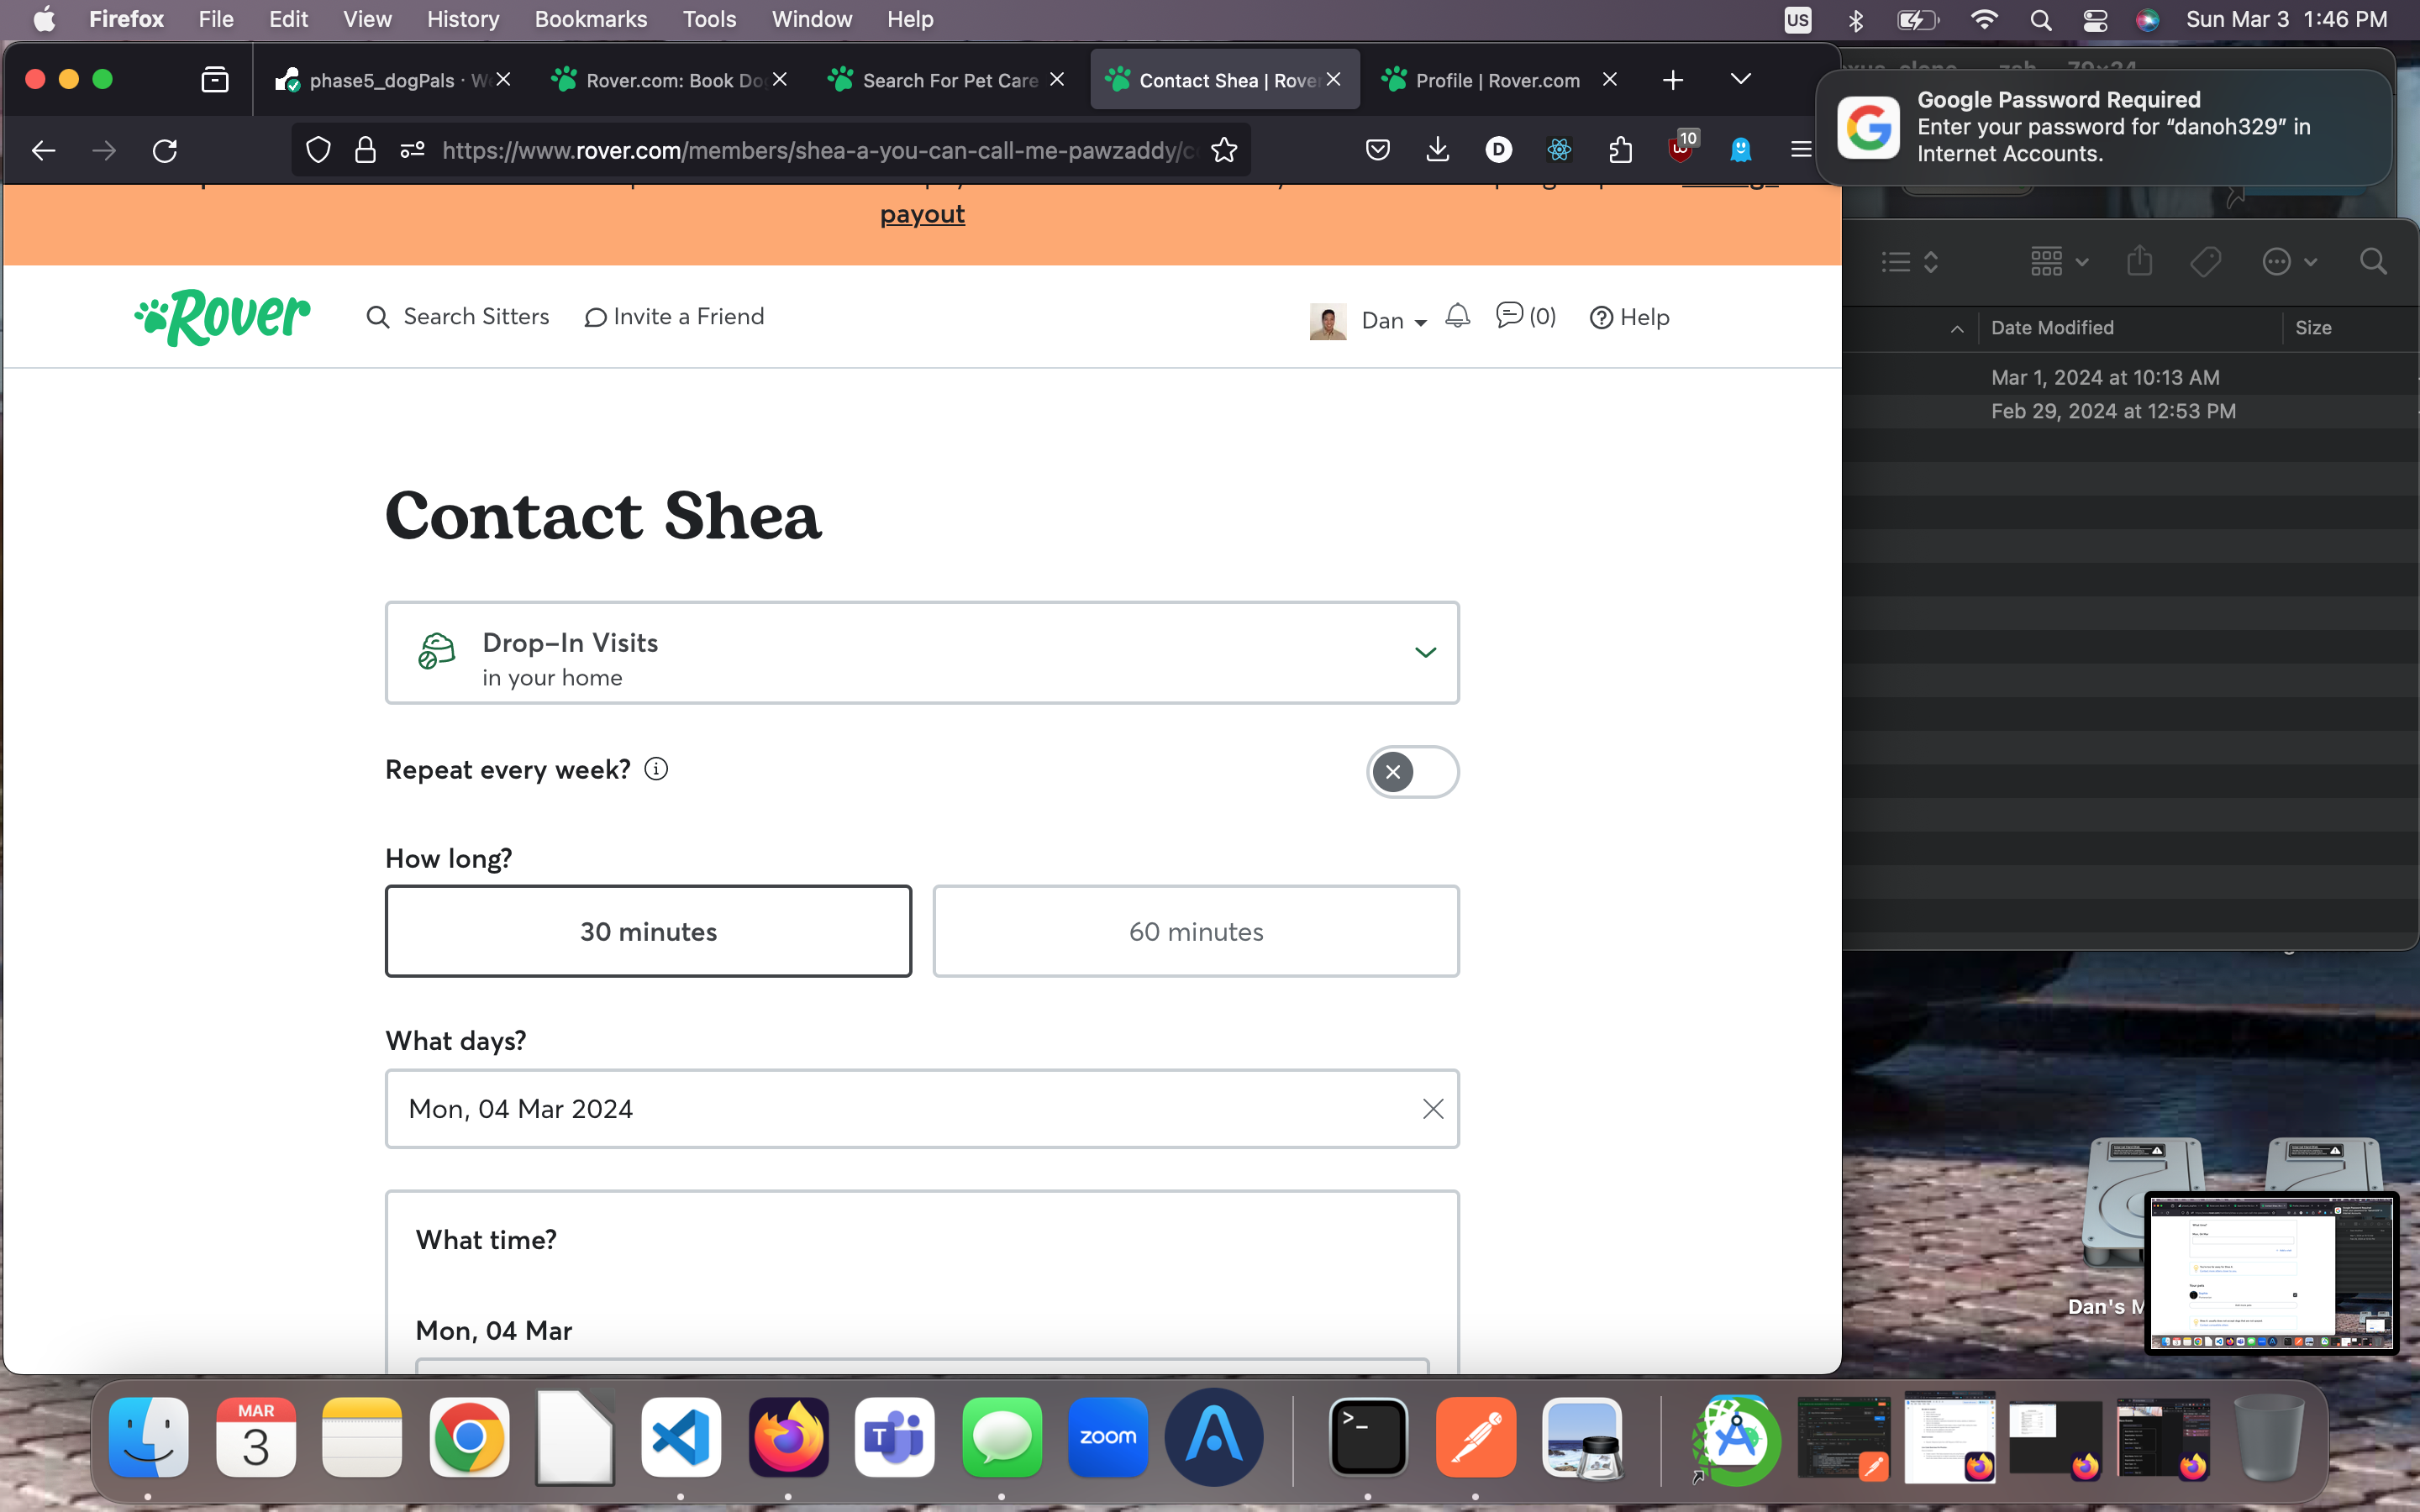 Firefox File Edit View History Bookmarks Tools Window Help
US Sun Mar 3 1:46 PM
phase5_dogPals · W
Rover.com: Book Do
Search For Pet Care
Contact Shea | Rover
Profile | Rover.com
https://www.rover.com/members/shea-a-you-can-call-me-pawzaddy/c
D
10
Google Password Required
Enter your password for “danoh329” in
Internet Accounts.
payout
Rover
Search Sitters
Invite a Friend
Dan
(0)
Help
Date Modified Size
Mar 1, 2024 at 10:13 AM
Feb 29, 2024 at 12:53 PM
Contact Shea
Drop-In Visits
in your home
Repeat every week?
How long?
30 minutes
60 minutes
What days?
Mon, 04 Mar 2024
What time?
Mon, 04 Mar
Dan's M
MAR
3
T
zoom
>_